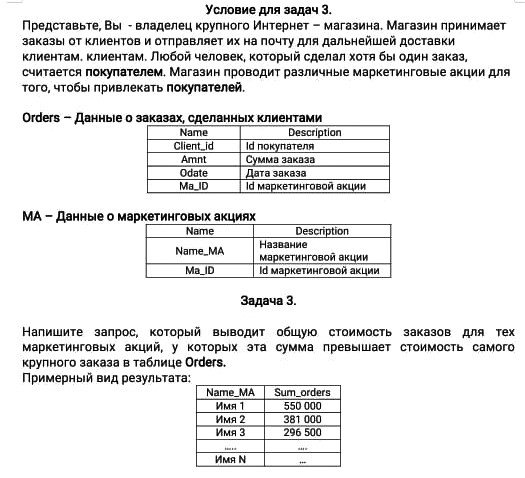 Условие для задач 3.
Представьте, Вы - владелец крупного Интернет – магазина. Магазин принимает
заказы от клиентов и отправляет их на почту для дальнейшей доставки
клиентам. клиентам. Любой человек, который сделал хотя бы один заказ,
считается покупателем. Магазин проводит различные маркетинговые акции для
того, чтобы привлекать покупателей.
Orders – Данные о заказах, сделанных клиентами
Name Description
Client_id Id покупателя
Amnt Сумма заказа
Odate Дата заказа
Ma_ID Id маркетинговой акции
MA – Данные о маркетинговых акциях
Name Description
Name_MA Название
маркетинговой акции
Ma_ID Id маркетинговой акции
Задача 3.
Напишите запрос, который выводит общую стоимость заказов для тех
маркетинговых акций, у которых эта сумма превышает стоимость самого
крупного заказа в таблице Orders.
Примерный вид результата:
Name_MA Sum_orders
Имя 1 550 000
Имя 2 381 000
Имя 3 296 500
..... ....
Имя N ...